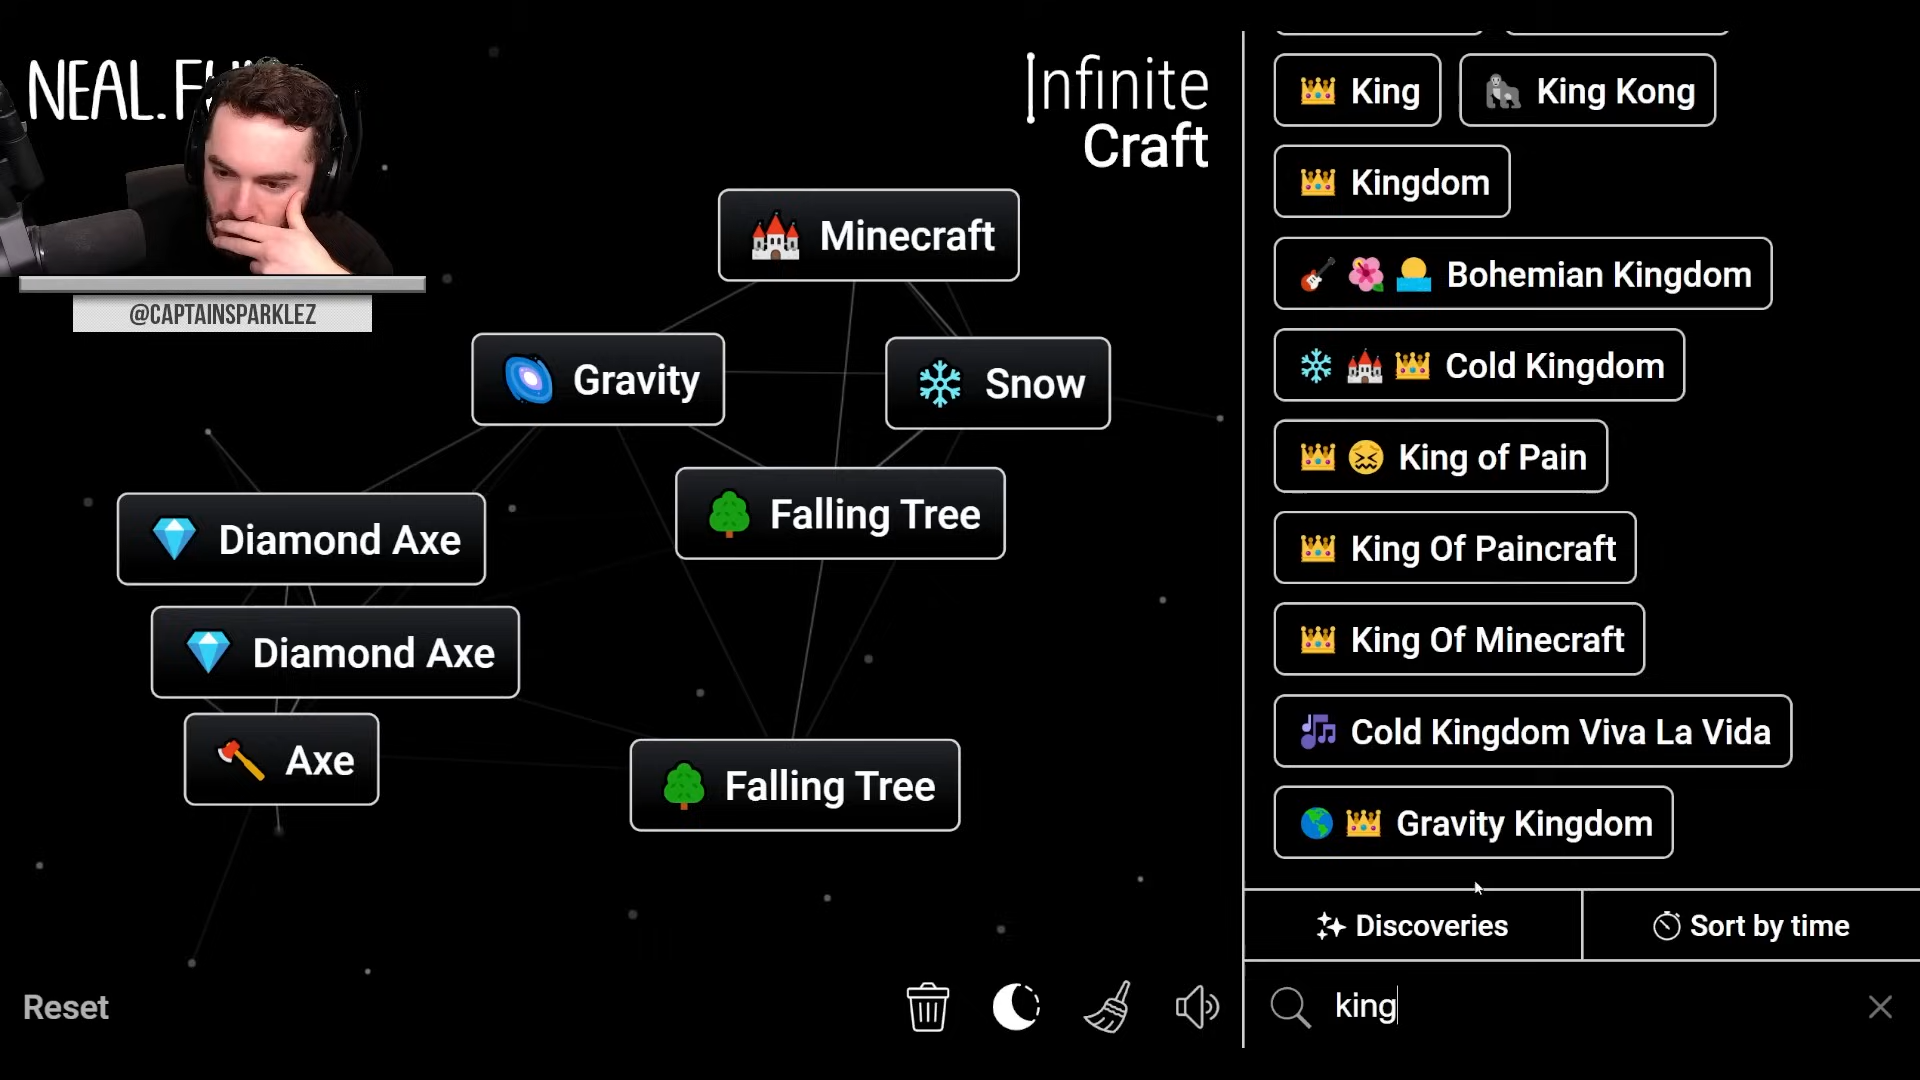 NEAL.FUN
Infinite
Craft
@CAPTAINSPARKLEZ
Minecraft
Gravity
Snow
Diamond Axe
Falling Tree
Diamond Axe
Axe
Falling Tree
Reset
King
King Kong
Kingdom
Bohemian Kingdom
Cold Kingdom
King of Pain
King Of Paincraft
King Of Minecraft
Cold Kingdom Viva La Vida
Gravity Kingdom
Discoveries
Sort by time
king